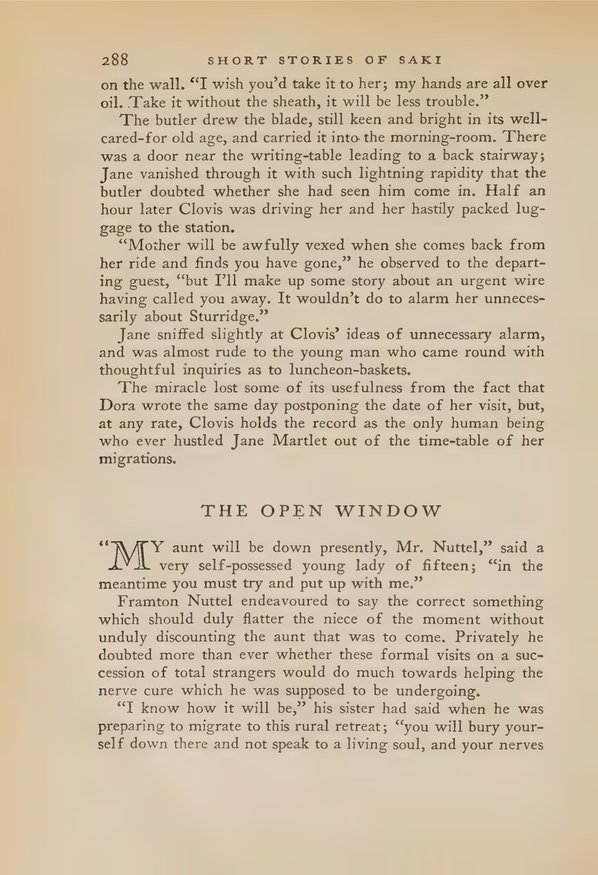 288 SHORT STORIES OF SAKI
on the wall. “I wish you’d take it to her; my hands are all over
oil. Take it without the sheath, it will be less trouble.”
The butler drew the blade, still keen and bright in its well-
cared-for old age, and carried it into the morning-room. There
was a door near the writing-table leading to a back stairway;
Jane vanished through it with such lightning rapidity that the
butler doubted whether she had seen him come in. Half an
hour later Clovis was driving her and her hastily packed lug-
gage to the station.
“Mother will be awfully vexed when she comes back from
her ride and finds you have gone,” he observed to the depart-
ing guest, “but I’ll make up some story about an urgent wire
having called you away. It wouldn’t do to alarm her unneces-
sarily about Sturridge.”
Jane sniffed slightly at Clovis’ ideas of unnecessary alarm,
and was almost rude to the young man who came round with
thoughtful inquiries as to luncheon-baskets.
The miracle lost some of its usefulness from the fact that
Dora wrote the same day postponing the date of her visit, but,
at any rate, Clovis holds the record as the only human being
who ever hustled Jane Martlet out of the time-table of her
migrations.
THE OPEN WINDOW
“MY aunt will be down presently, Mr. Nuttel,” said a
very self-possessed young lady of fifteen; “in the
meantime you must try and put up with me.”
Framton Nuttel endeavoured to say the correct something
which should duly flatter the niece of the moment without
unduly discounting the aunt that was to come. Privately he
doubted more than ever whether these formal visits on a suc-
cession of total strangers would do much towards helping the
nerve cure which he was supposed to be undergoing.
“I know how it will be,” his sister had said when he was
preparing to migrate to this rural retreat; “you will bury your-
self down there and not speak to a living soul, and your nerves